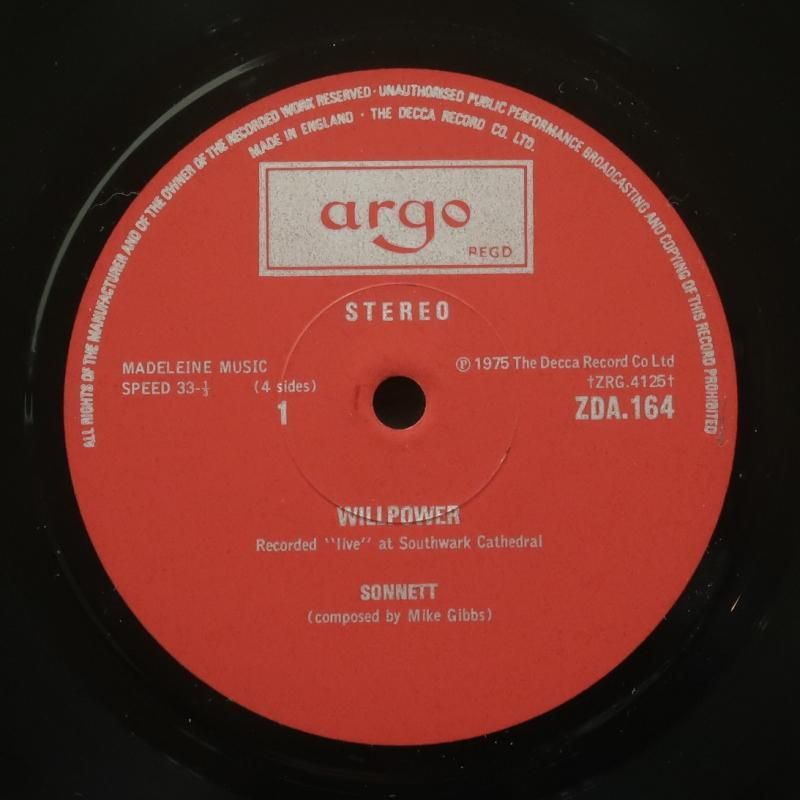 ALL RIGHTS OF THE MANUFACTURER AND OF THE OWNER OF THE RECORDED WORK RESERVED · UNAUTHORISED PUBLIC PERFORMANCE BROADCASTING AND COPYING OF THIS RECORD PROHIBITED
MADE IN ENGLAND · THE DECCA RECORD CO. LTD.
argo
REGD
STEREO
MADELEINE MUSIC
SPEED 33-⅓ (4 sides)
1
℗ 1975 The Decca Record Co Ltd
†ZRG.4125†
ZDA.164
WILLPOWER
Recorded "live" at Southwark Cathedral
SONNETT
(composed by Mike Gibbs)